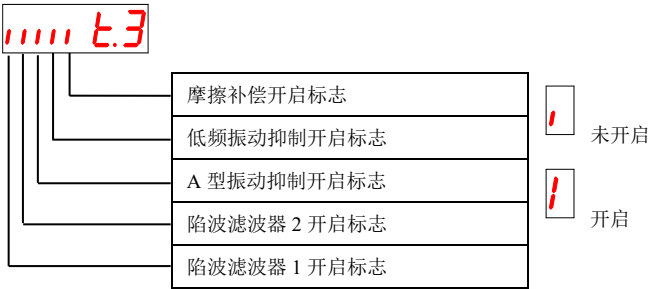 ııııı t.3
摩擦补偿开启标志
低频振动抑制开启标志
A 型振动抑制开启标志
陷波滤波器 2 开启标志
陷波滤波器 1 开启标志
ı
未开启
1
开启